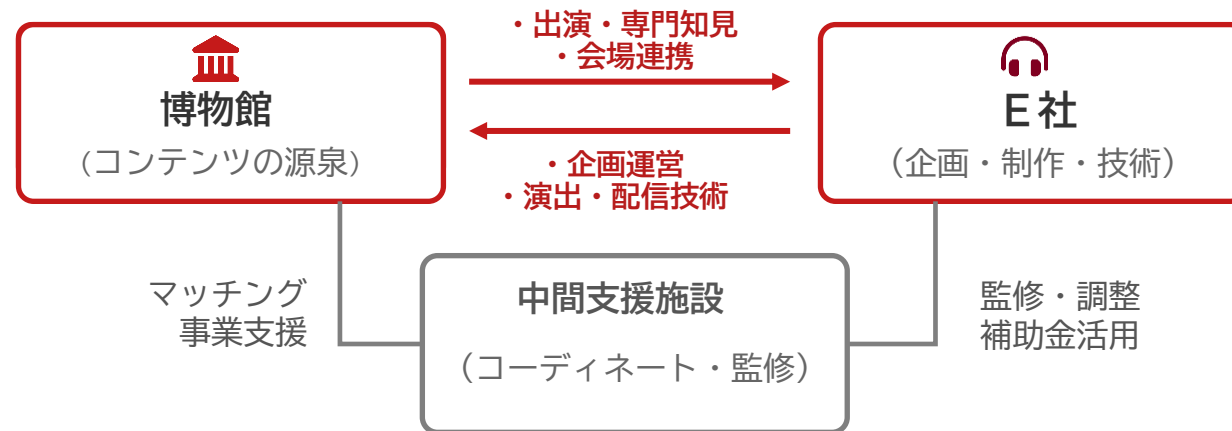 ・出演・専門知見
・会場連携
博物館
(コンテンツの源泉)
Ｅ社
（企画・制作・技術）
・企画運営
・演出・配信技術
マッチング
事業支援
中間支援施設
（コーディネート・監修）
監修・調整
補助金活用